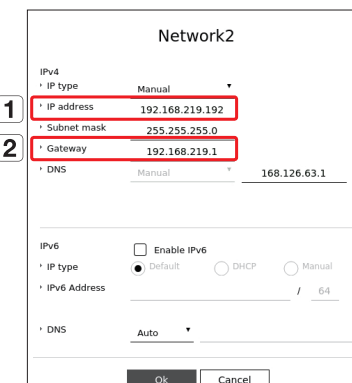 Network2
IPv4
IP type Manual
1 IP address 192.168.219.192
Subnet mask 255.255.255.0
2 Gateway 192.168.219.1
DNS Manual 168.126.63.1
IPv6 Enable IPv6
IP type Default DHCP Manual
IPv6 Address / 64
DNS Auto
Ok Cancel